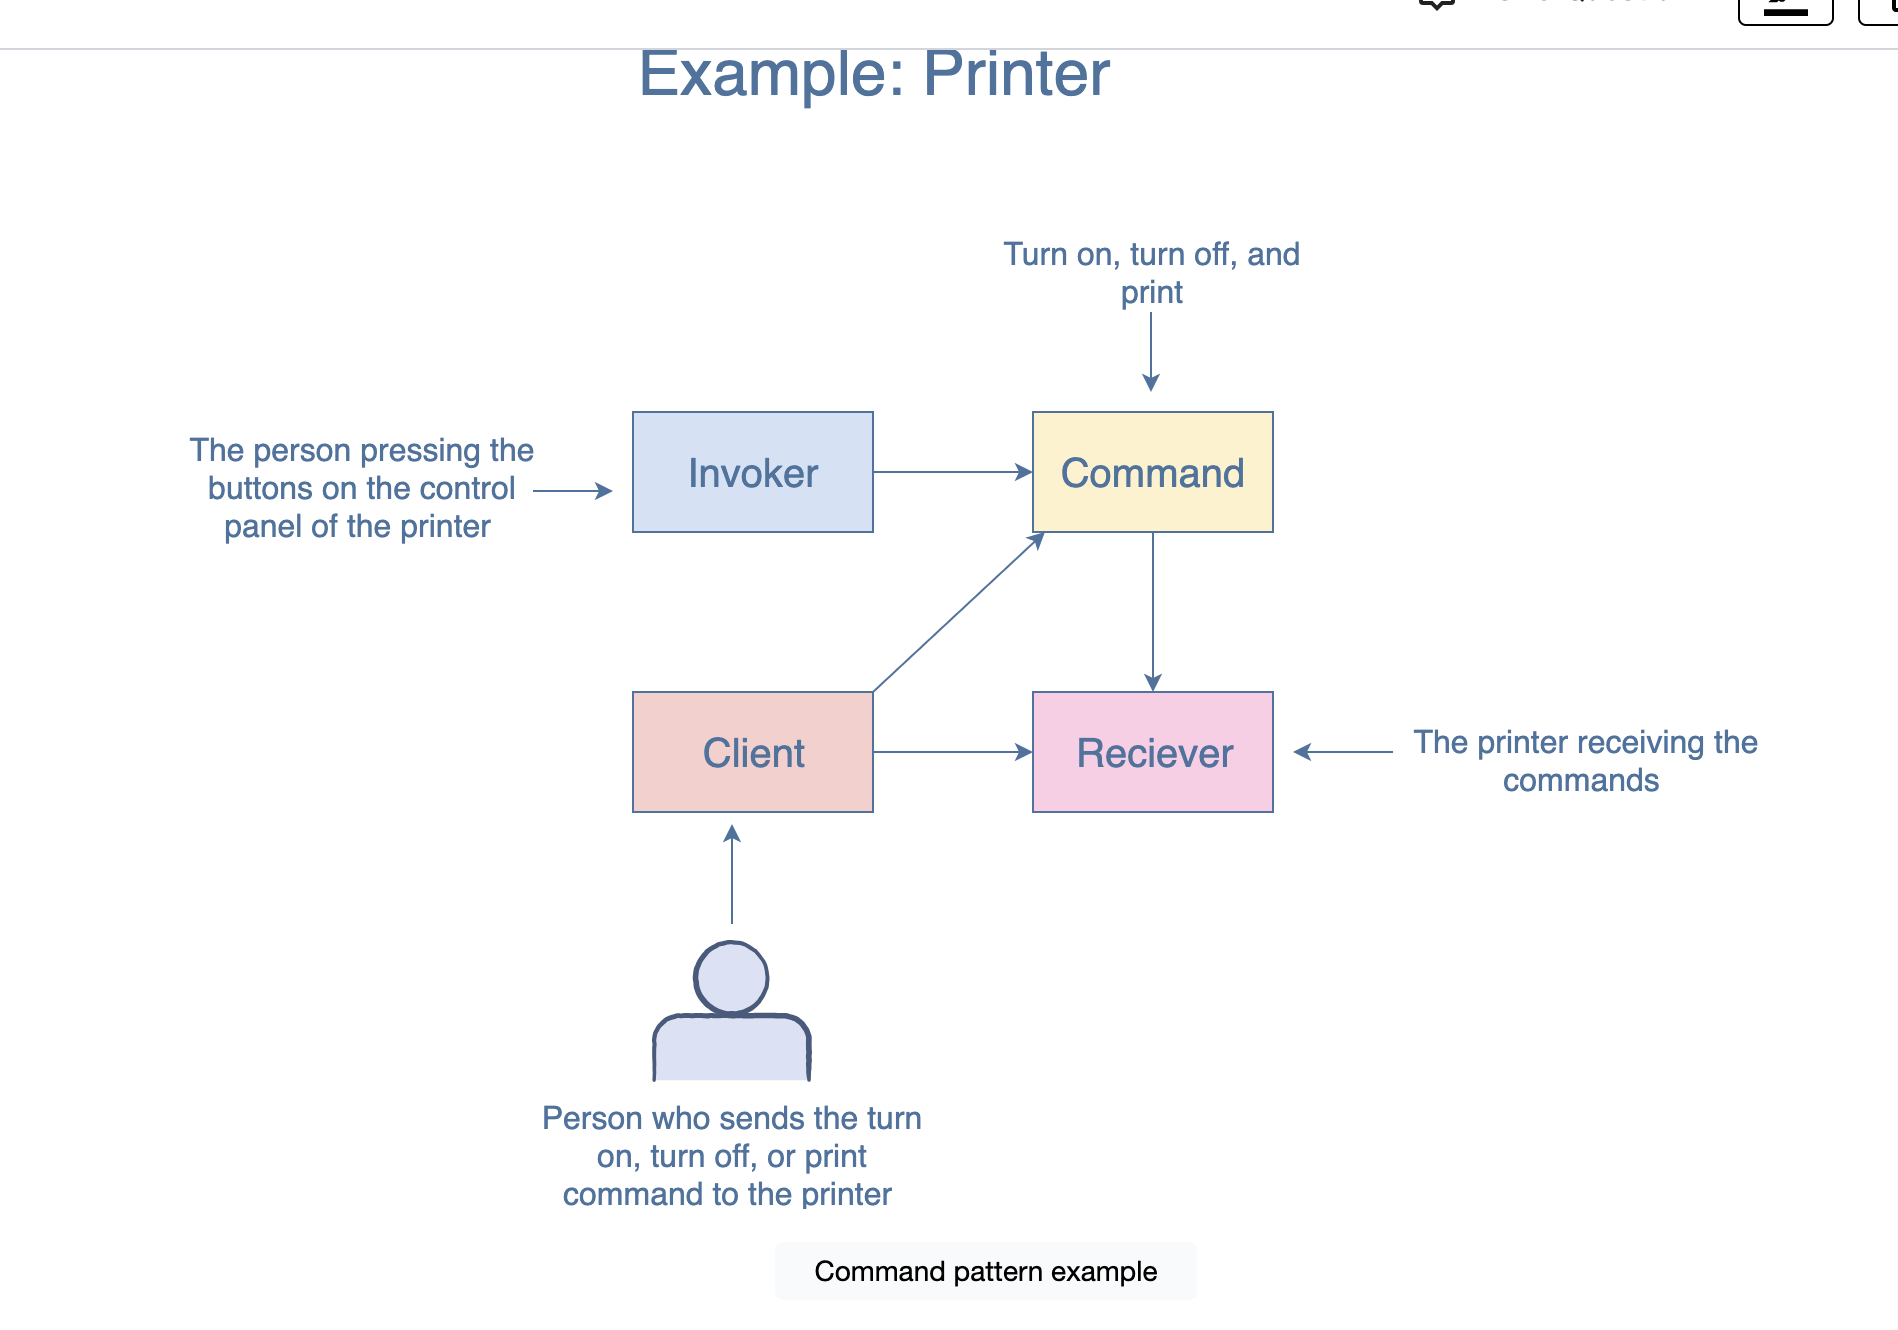 Example: Printer
Turn on, turn off, and
print
The person pressing the
buttons on the control
panel of the printer
Invoker
Command
Client
Reciever
The printer receiving the
commands
Person who sends the turn
on, turn off, or print
command to the printer
Command pattern example